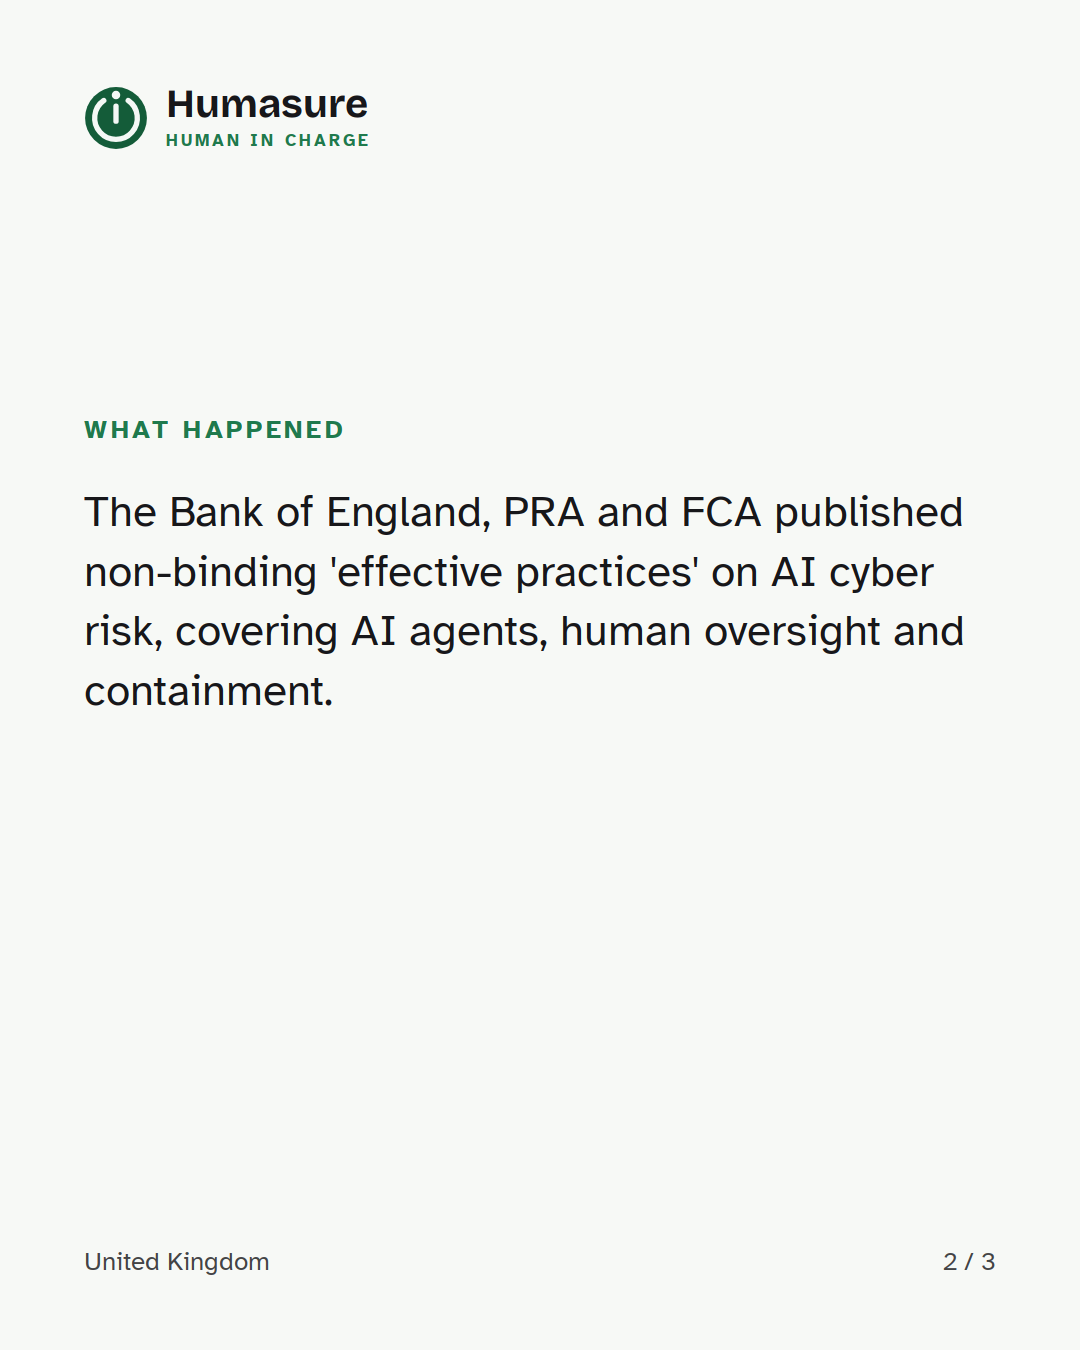 Humasure
HUMAN IN CHARGE
WHAT HAPPENED
The Bank of England, PRA and FCA published
non-binding 'effective practices' on AI cyber
risk, covering AI agents, human oversight and
containment.
United Kingdom
2 / 3